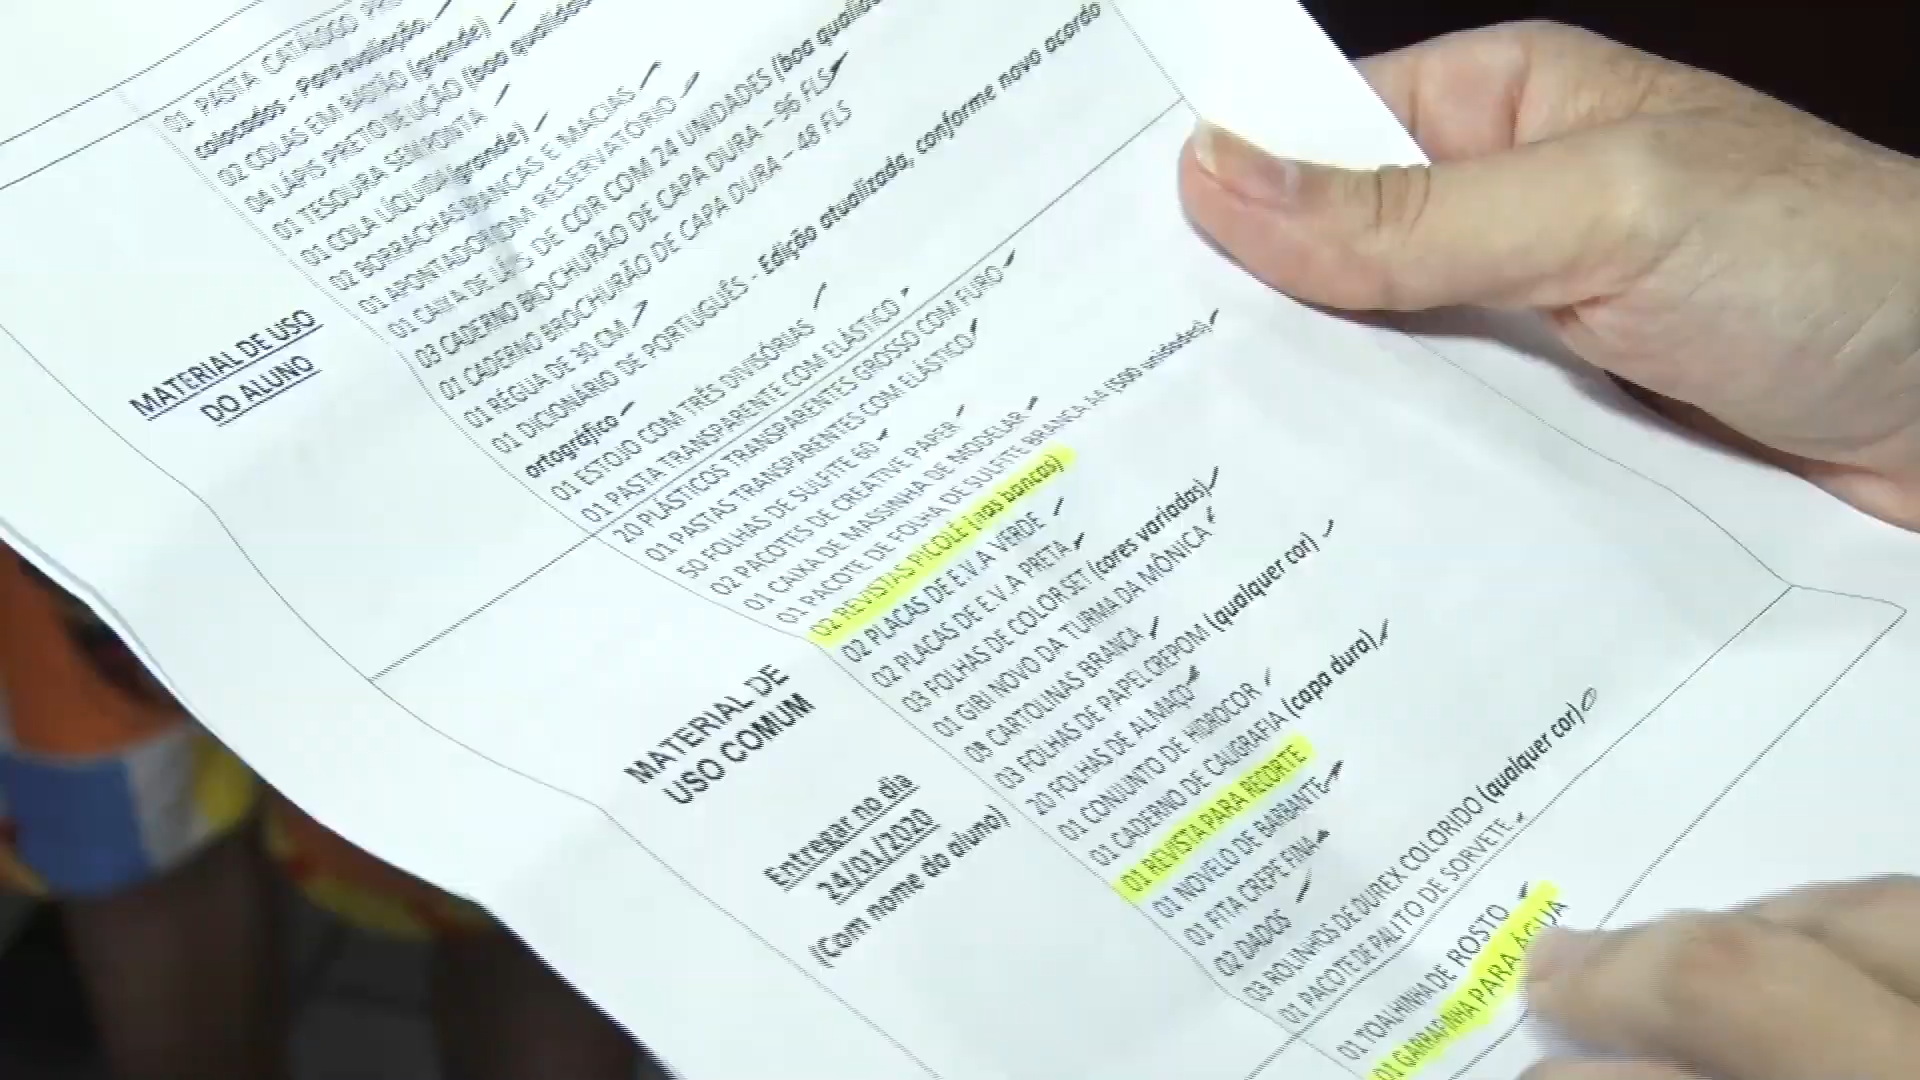 01 PASTA CATÁLOGO
colocados - Para avaliação.
02 COLAS EM BASTÃO (grande)
04 LÁPIS PRETO (boa qualidade
01 TESOURA SEM PONTA
01 COLA LÍQUIDA (grande)
02 BORRACHAS BRANCAS E MACIAS
01 APONTADOR COM RESERVATÓRIO
01 CAIXA DE LÁPIS DE COR COM 24 UNIDADES (boa qualidade
03 CADERNO BROCHURÃO DE CAPA DURA – 96 FLS
01 CADERNO BROCHURÃO DE CAPA DURA – 48 FLS
01 RÉGUA DE 30 CM
01 DICIONÁRIO DE PORTUGUÊS - Edição atualizada, conforme novo acordo
ortográfico
01 ESTOJO COM TRÊS DIVISÓRIAS
01 PASTA TRANSPARENTE COM ELÁSTICO
MATERIAL DE USO
DO ALUNO
20 PLÁSTICOS TRANSPARENTES GROSSO COM FURO
01 PASTAS TRANSPARENTES COM ELÁSTICO
50 FOLHAS DE SULFITE 60
02 PACOTES DE CREATIVE PAPER
01 CAIXA DE MASSINHA DE MODELAR
01 PACOTE DE FOLHA DE SULFITE BRANCA A4 (500 unidades)
02 REVISTAS PICOLÉ (nas bancas)
02 PLACAS DE E.V.A VERDE
02 PLACAS DE E.V.A PRETA
03 FOLHAS DE COLOR SET (cores variadas)
01 GIBI NOVO DA TURMA DA MÔNICA
08 CARTOLINAS BRANCA
03 FOLHAS DE PAPEL CREPOM (qualquer cor)
20 FOLHAS DE ALMAÇO
01 CONJUNTO DE HIDROCOR
01 CADERNO DE CALIGRAFIA (capa dura)
01 REVISTA PARA RECORTE
01 NOVELO DE BARBANTE
01 FITA CREPE FINA
02 DADOS
03 ROLINHOS DE DUREX COLORIDO (qualquer cor)
01 PACOTE DE PALITO DE SORVETE
MATERIAL DE
USO COMUM
Entregar no dia
24/01/2020
(Com nome do aluno)
01 TOALHINHA DE ROSTO
01 GARRAFINHA PARA ÁGUA